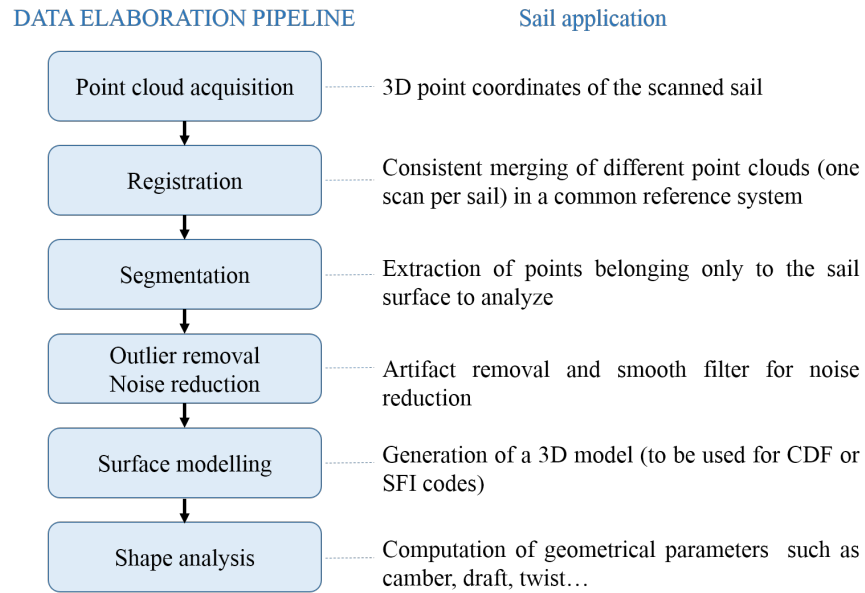 DATA ELABORATION PIPELINE
Sail application
Point cloud acquisition
3D point coordinates of the scanned sail
Registration
Consistent merging of different point clouds (one
scan per sail) in a common reference system
Segmentation
Extraction of points belonging only to the sail
surface to analyze
Outlier removal
Noise reduction
Artifact removal and smooth filter for noise
reduction
Surface modelling
Generation of a 3D model (to be used for CDF or
SFI codes)
Shape analysis
Computation of geometrical parameters such as
camber, draft, twist…